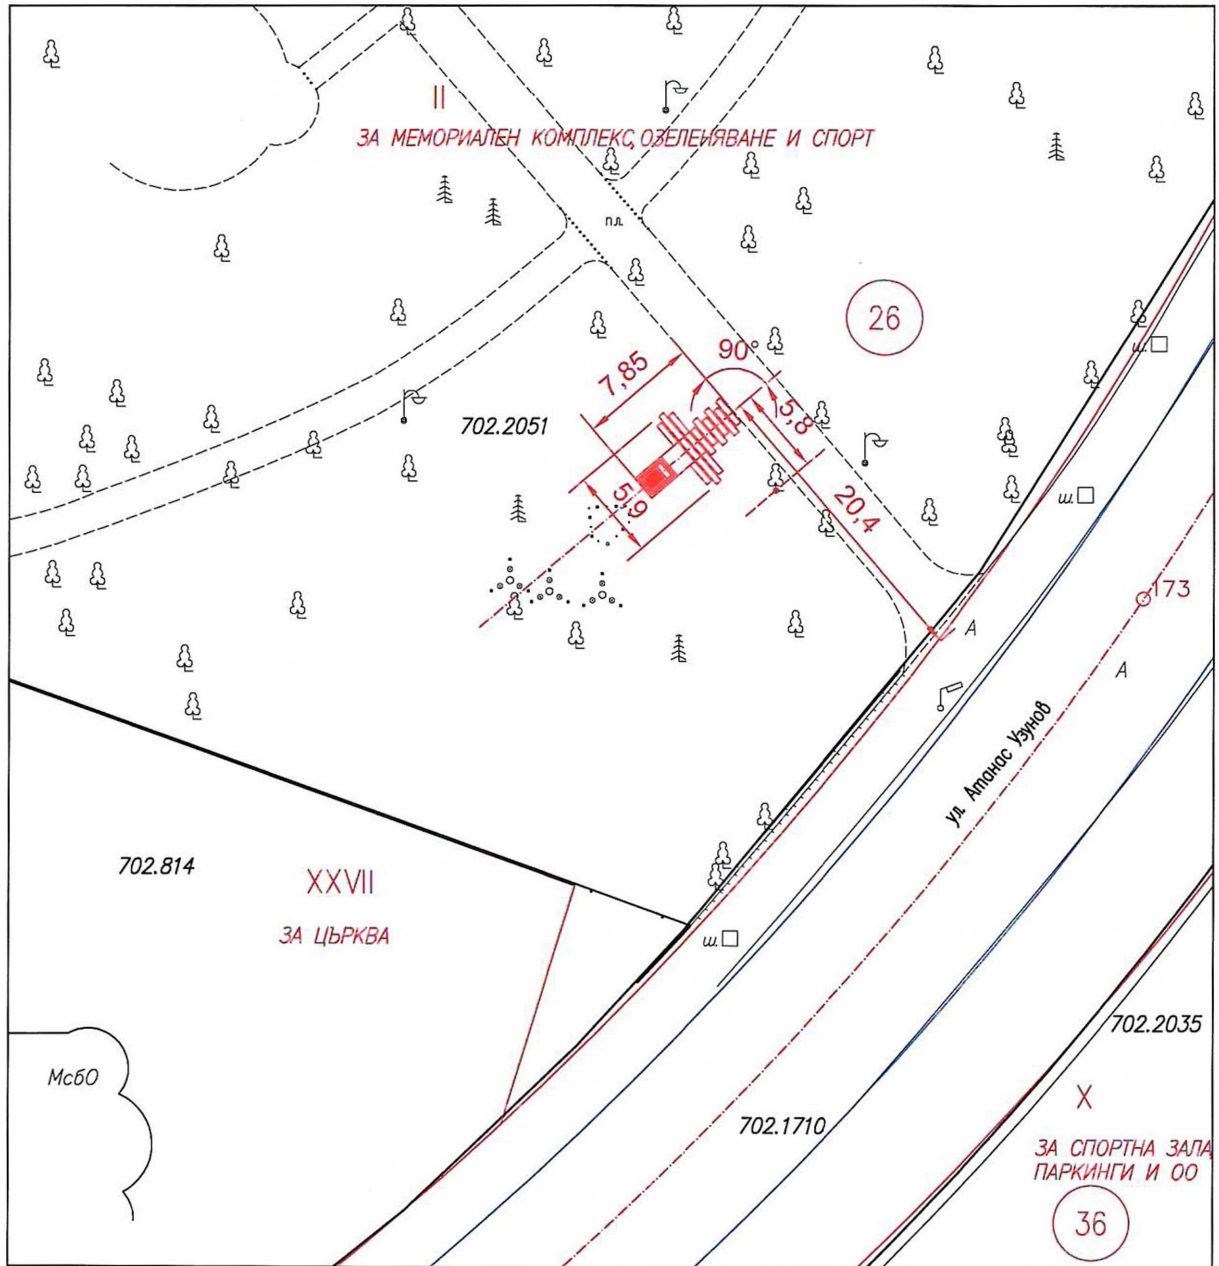 II
ЗА МЕМОРИАЛЕН КОМПЛЕКС, ОЗЕЛЕНЯВАНЕ И СПОРТ
пл.
26
ш.
90°
7,85
5,8
702.2051
ш.
20,4
5,9
173
А
А
ул. Атанас Узунов
702.814
XXVII
ЗА ЦЪРКВА
ш.
702.2035
Мсб0
X
702.1710
ЗА СПОРТНА ЗАЛА,
ПАРКИНГИ И ОО
36